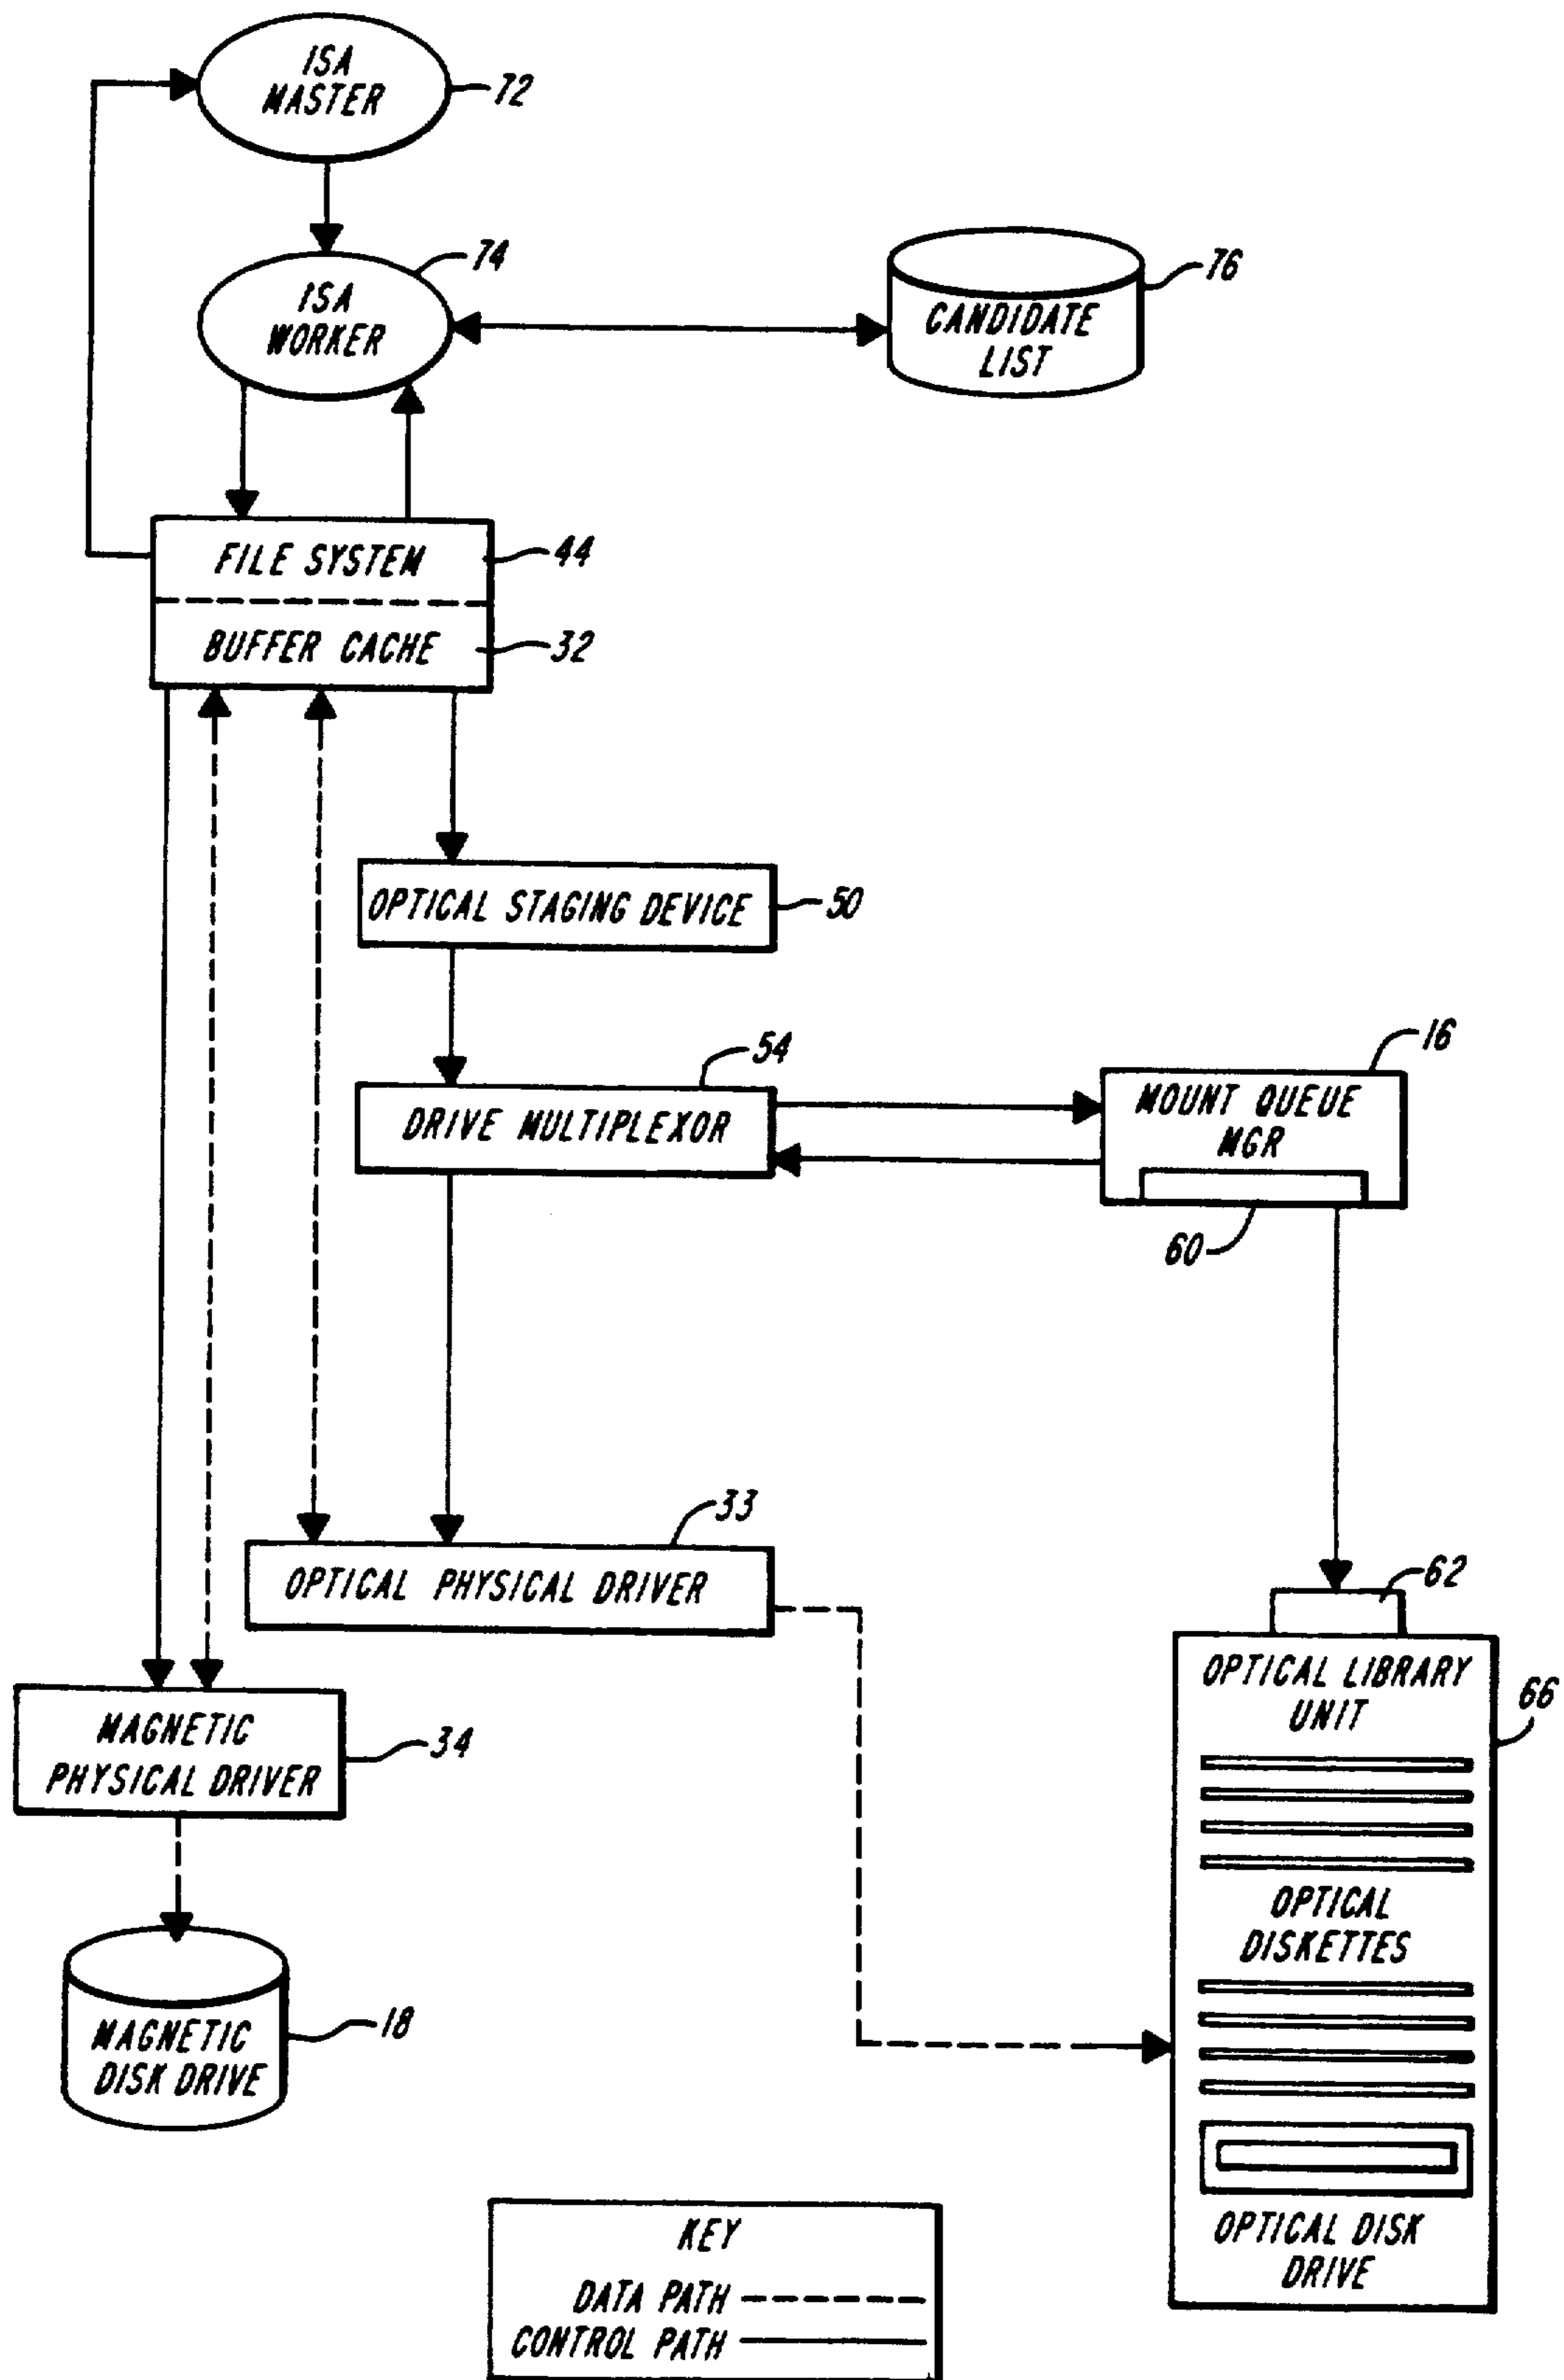 ISA
MASTER
72
74
ISA
WORKER
76
CANDIDATE
LIST
FILE SYSTEM
44
BUFFER CACHE
32
OPTICAL STAGING DEVICE
50
54
DRIVE MULTIPLEXOR
16
MOUNT QUEUE
MGR
60
33
OPTICAL PHYSICAL DRIVER
62
OPTICAL LIBRARY
UNIT
66
MAGNETIC
PHYSICAL DRIVER
34
OPTICAL
DISKETTES
MAGNETIC
DISK DRIVE
18
OPTICAL DISK
DRIVE
KEY
DATA PATH
CONTROL PATH